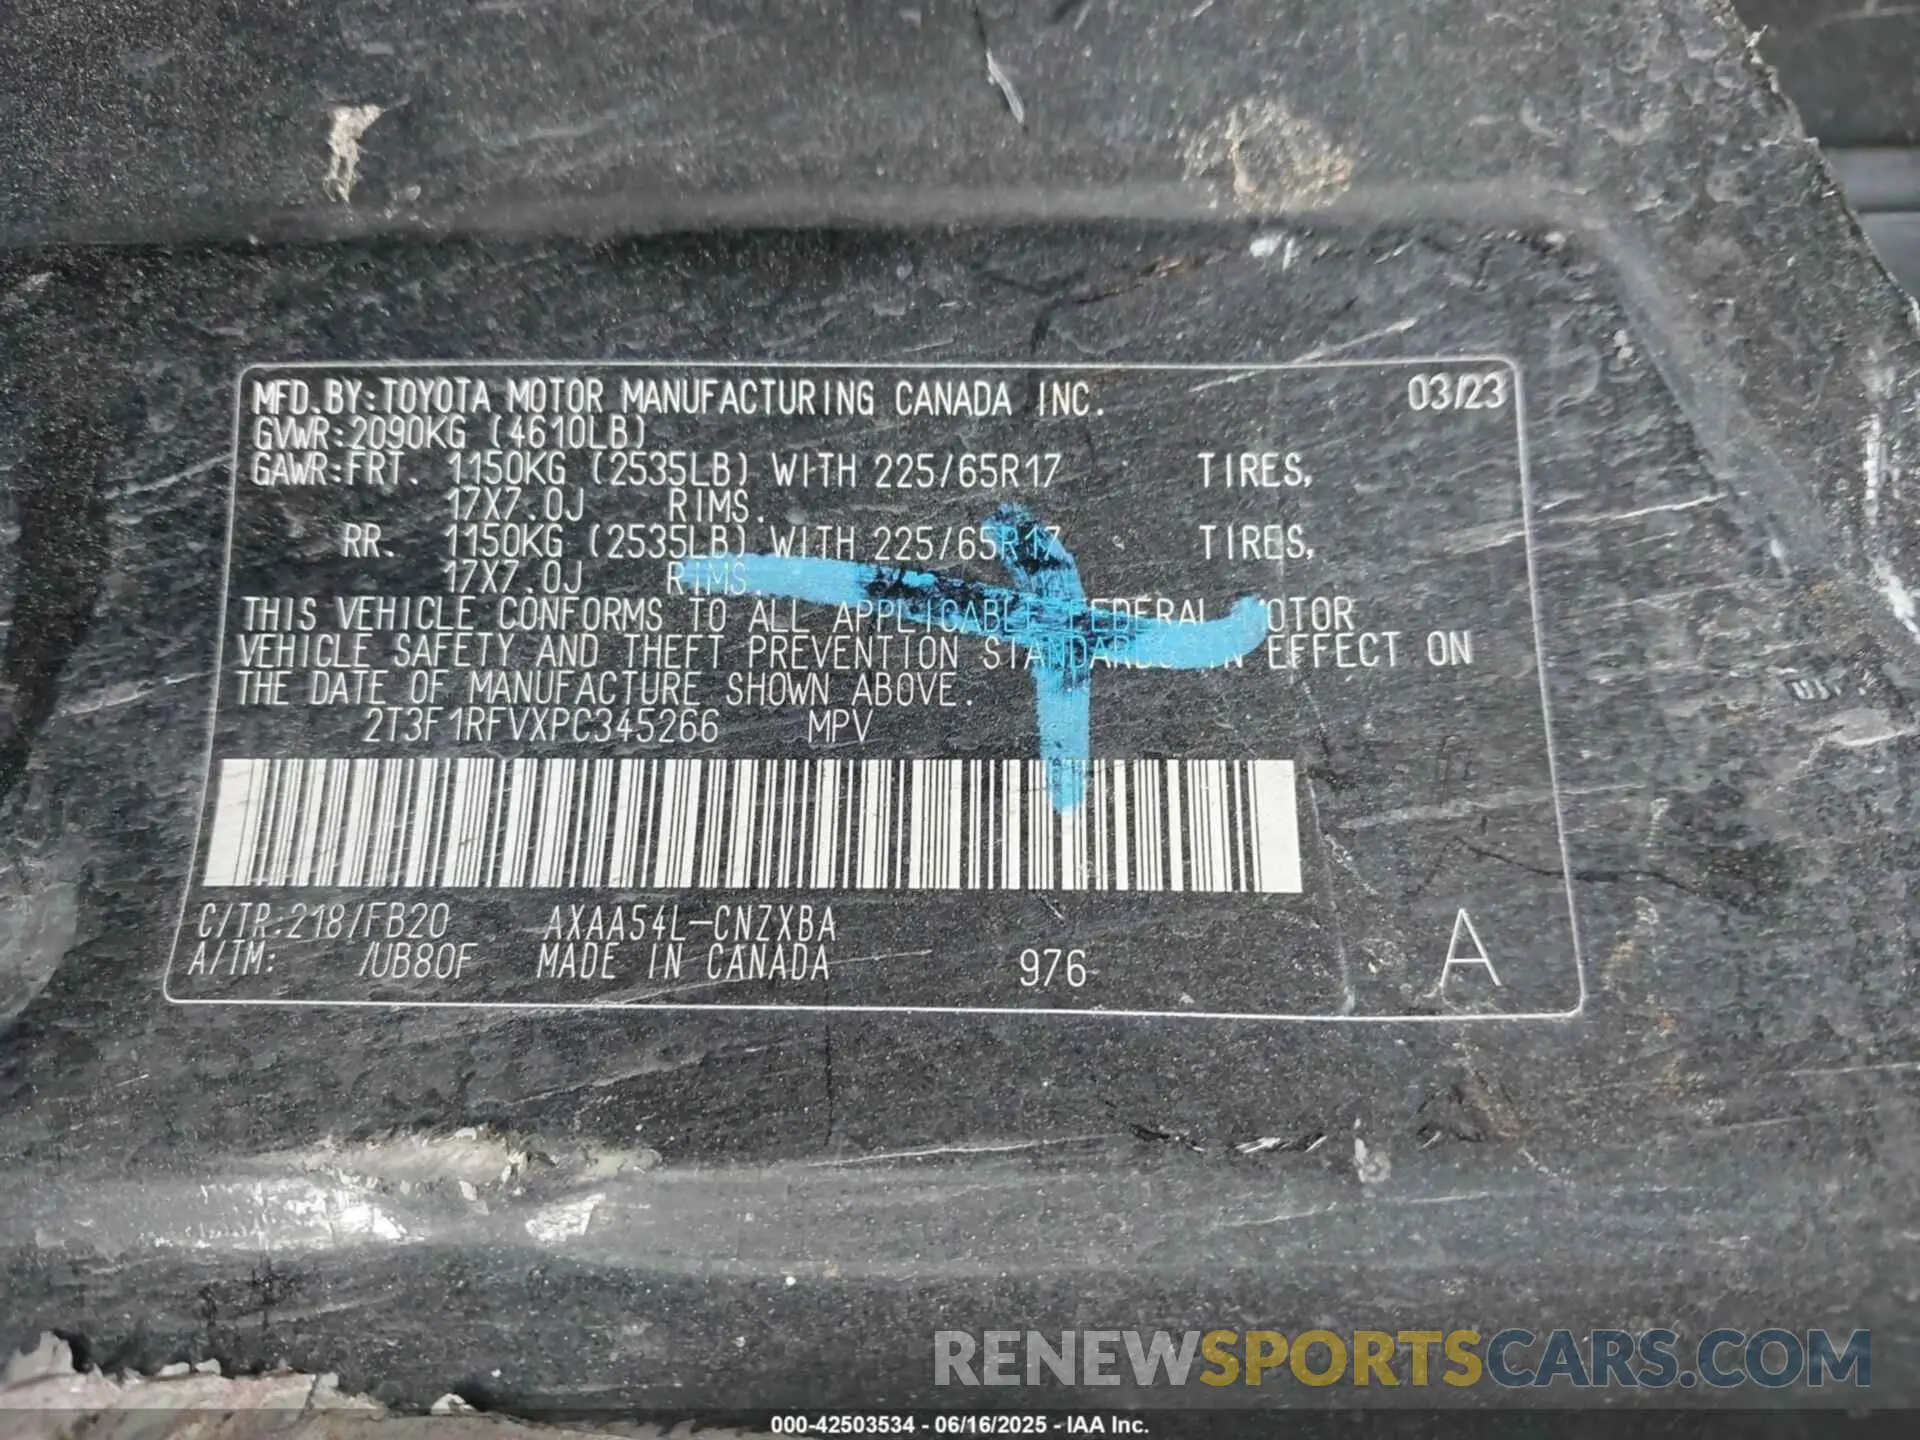 MFD.BY:TOYOTA MOTOR MANUFACTURING CANADA INC. 03/23
GVWR:2090KG (4610LB)
GAWR:FRT. 1150KG (2535LB) WITH 225/65R17 TIRES,
17X7.0J RIMS.
RR. 1150KG (2535LB) WITH 225/65R17 TIRES,
17X7.0J RIMS.
THIS VEHICLE CONFORMS TO ALL APPLICABLE FEDERAL MOTOR
VEHICLE SAFETY AND THEFT PREVENTION STANDARDS IN EFFECT ON
THE DATE OF MANUFACTURE SHOWN ABOVE.
2T3F1RFVXPC345266 MPV
C/TR:218/FB20 AXAA54L-CNZXBA
A/TM: /UB80F MADE IN CANADA 976 A
RENEWSPORTSCARS.COM
000-42503534 - 06/16/2025 - IAA Inc.